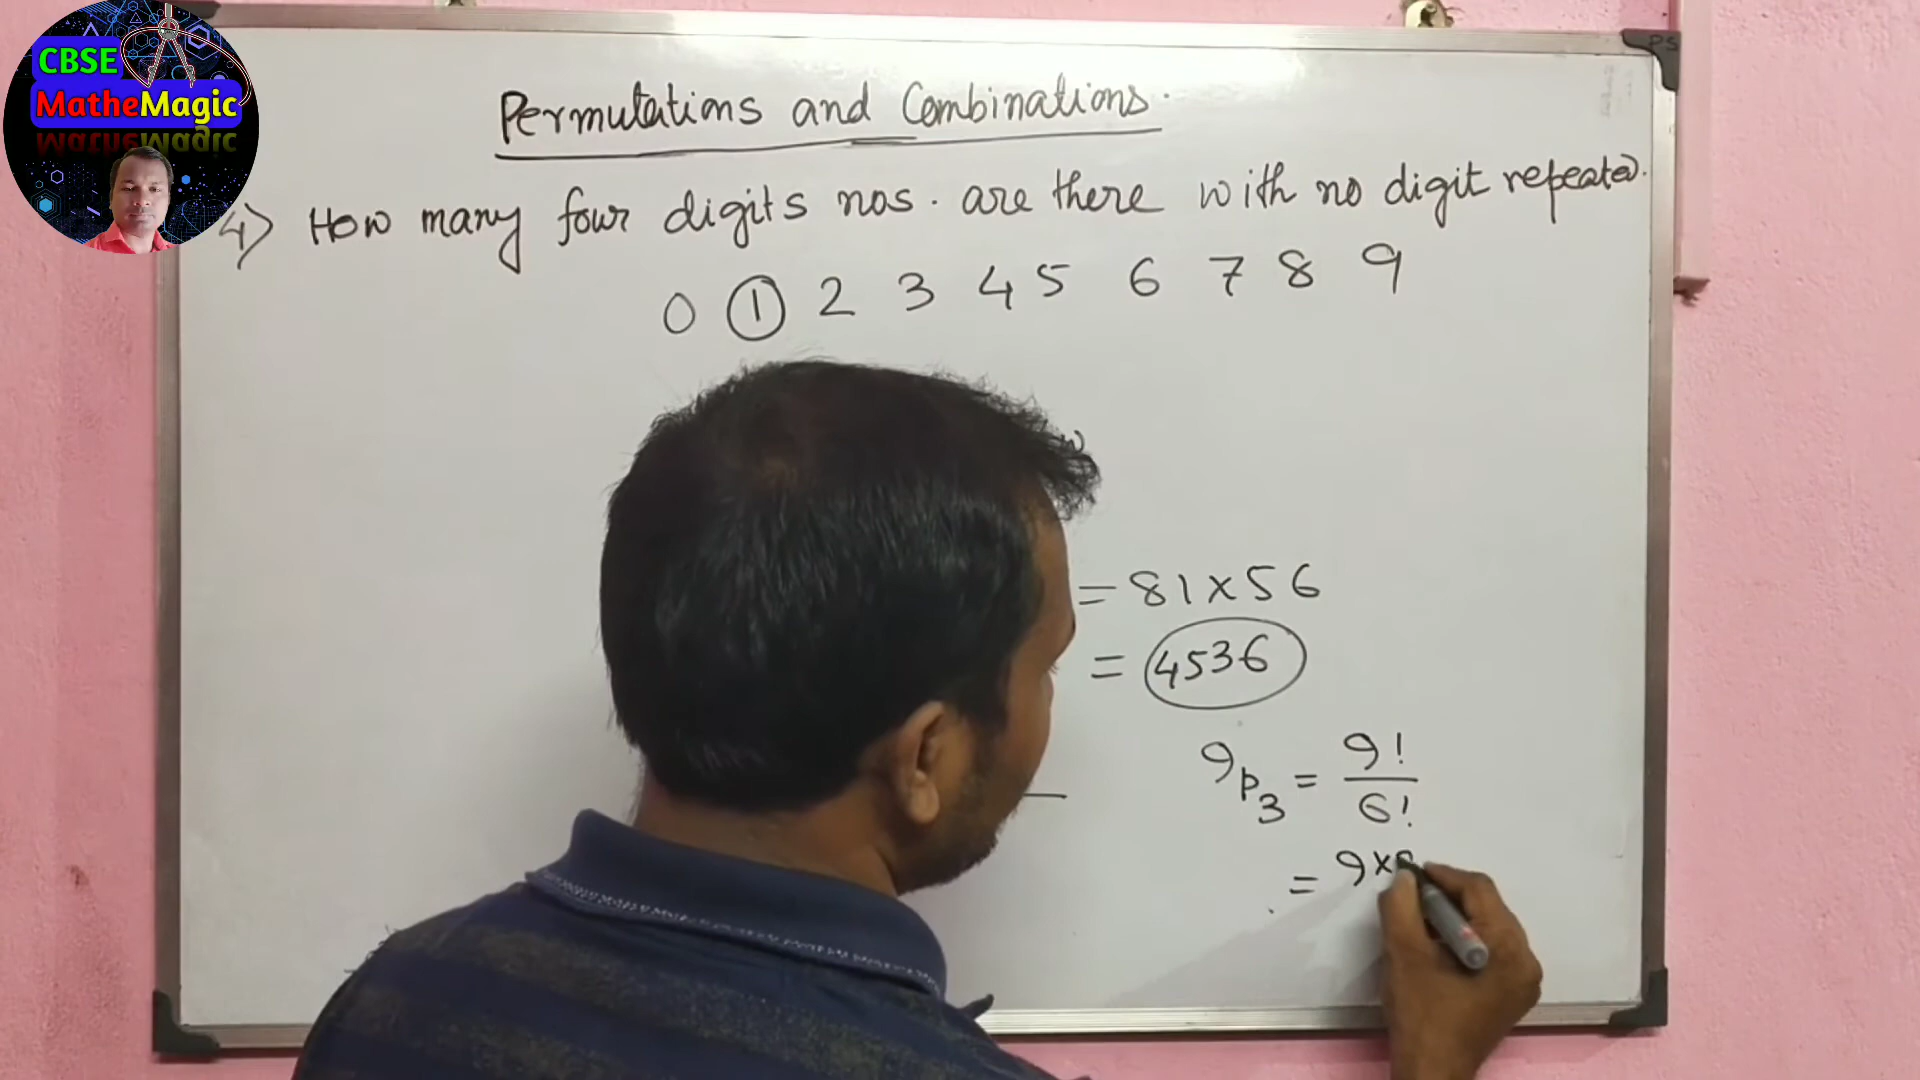 CBSE
MatheMagic
Permutations and Combinations.
4) How many four digits nos. are there with no digit repeated.
0 1 2 3 4 5 6 7 8 9
= 81 x 56
= 4536
9P3 = 9! / 6!
= 9 x
PS